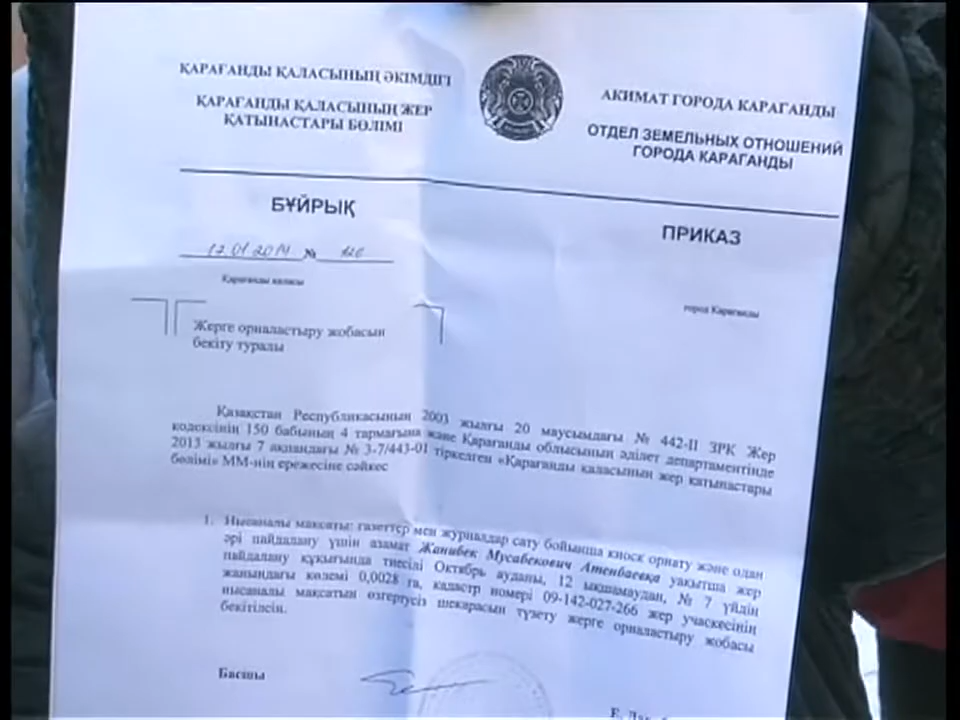 ҚАРАҒАНДЫ ҚАЛАСЫНЫҢ ӘКІМДІГІ
ҚАРАҒАНДЫ ҚАЛАСЫНЫҢ ЖЕР
ҚАТЫНАСТАРЫ БӨЛІМІ
АКИМАТ ГОРОДА КАРАГАНДЫ
ОТДЕЛ ЗЕМЕЛЬНЫХ ОТНОШЕНИЙ
ГОРОДА КАРАГАНДЫ
БҰЙРЫҚ
ПРИКАЗ
17.01.2014 № 120
Қарағанды қаласы
город Караганды
Жерге орналастыру жобасын
бекіту туралы
Қазақстан Республикасының 2003 жылғы 20 маусымдағы № 442-II ЗРК Жер
кодексінің 150 бабының 4 тармағына және Қарағанды облысының әділет департаментінде
2013 жылғы 7 ақпандағы № 3-7/443-01 тіркелген «Қарағанды қаласының жер қатынастары
бөлімі» ММ-нің ережесіне сәйкес
1. Нысаналы мақсаты: газеттер мен журналдар сату бойынша киоск орнату және одан
әрі пайдалану үшін азамат Жанибек Мусабекович Атенбаевқа уақытша жер
пайдалану құқығында тиесілі Октябрь ауданы, 12 ықшамаудан, № 7 үйдің
жанындағы көлемі 0,0028 га, кадастр номері 09-142-027-266 жер учаскесінің
нысаналы мақсатын өзгертусіз шекарасын түзету жерге орналастыру жобасы
бекітілсін.
Басшы